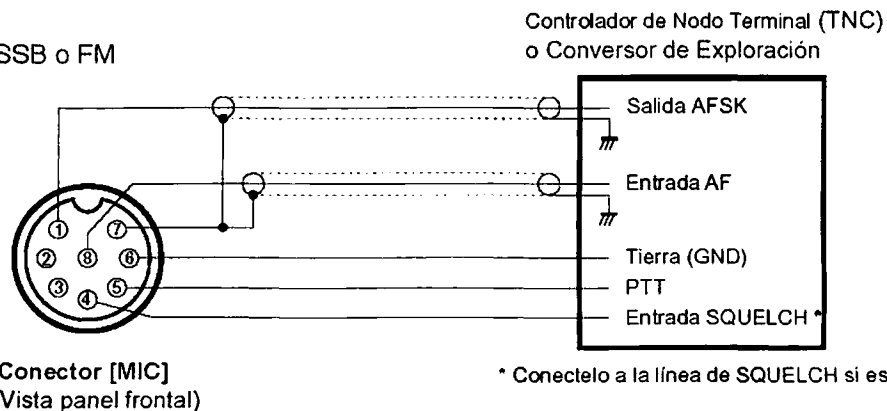 Controlador de Nodo Terminal (TNC)
o Conversor de Exploración
SSB o FM
Salida AFSK
Entrada AF
Tierra (GND)
PTT
Entrada SQUELCH *
1
7
2
8
6
3
5
4
Conector [MIC]
(Vista panel frontal)
* Conectelo a la línea de SQUELCH si es